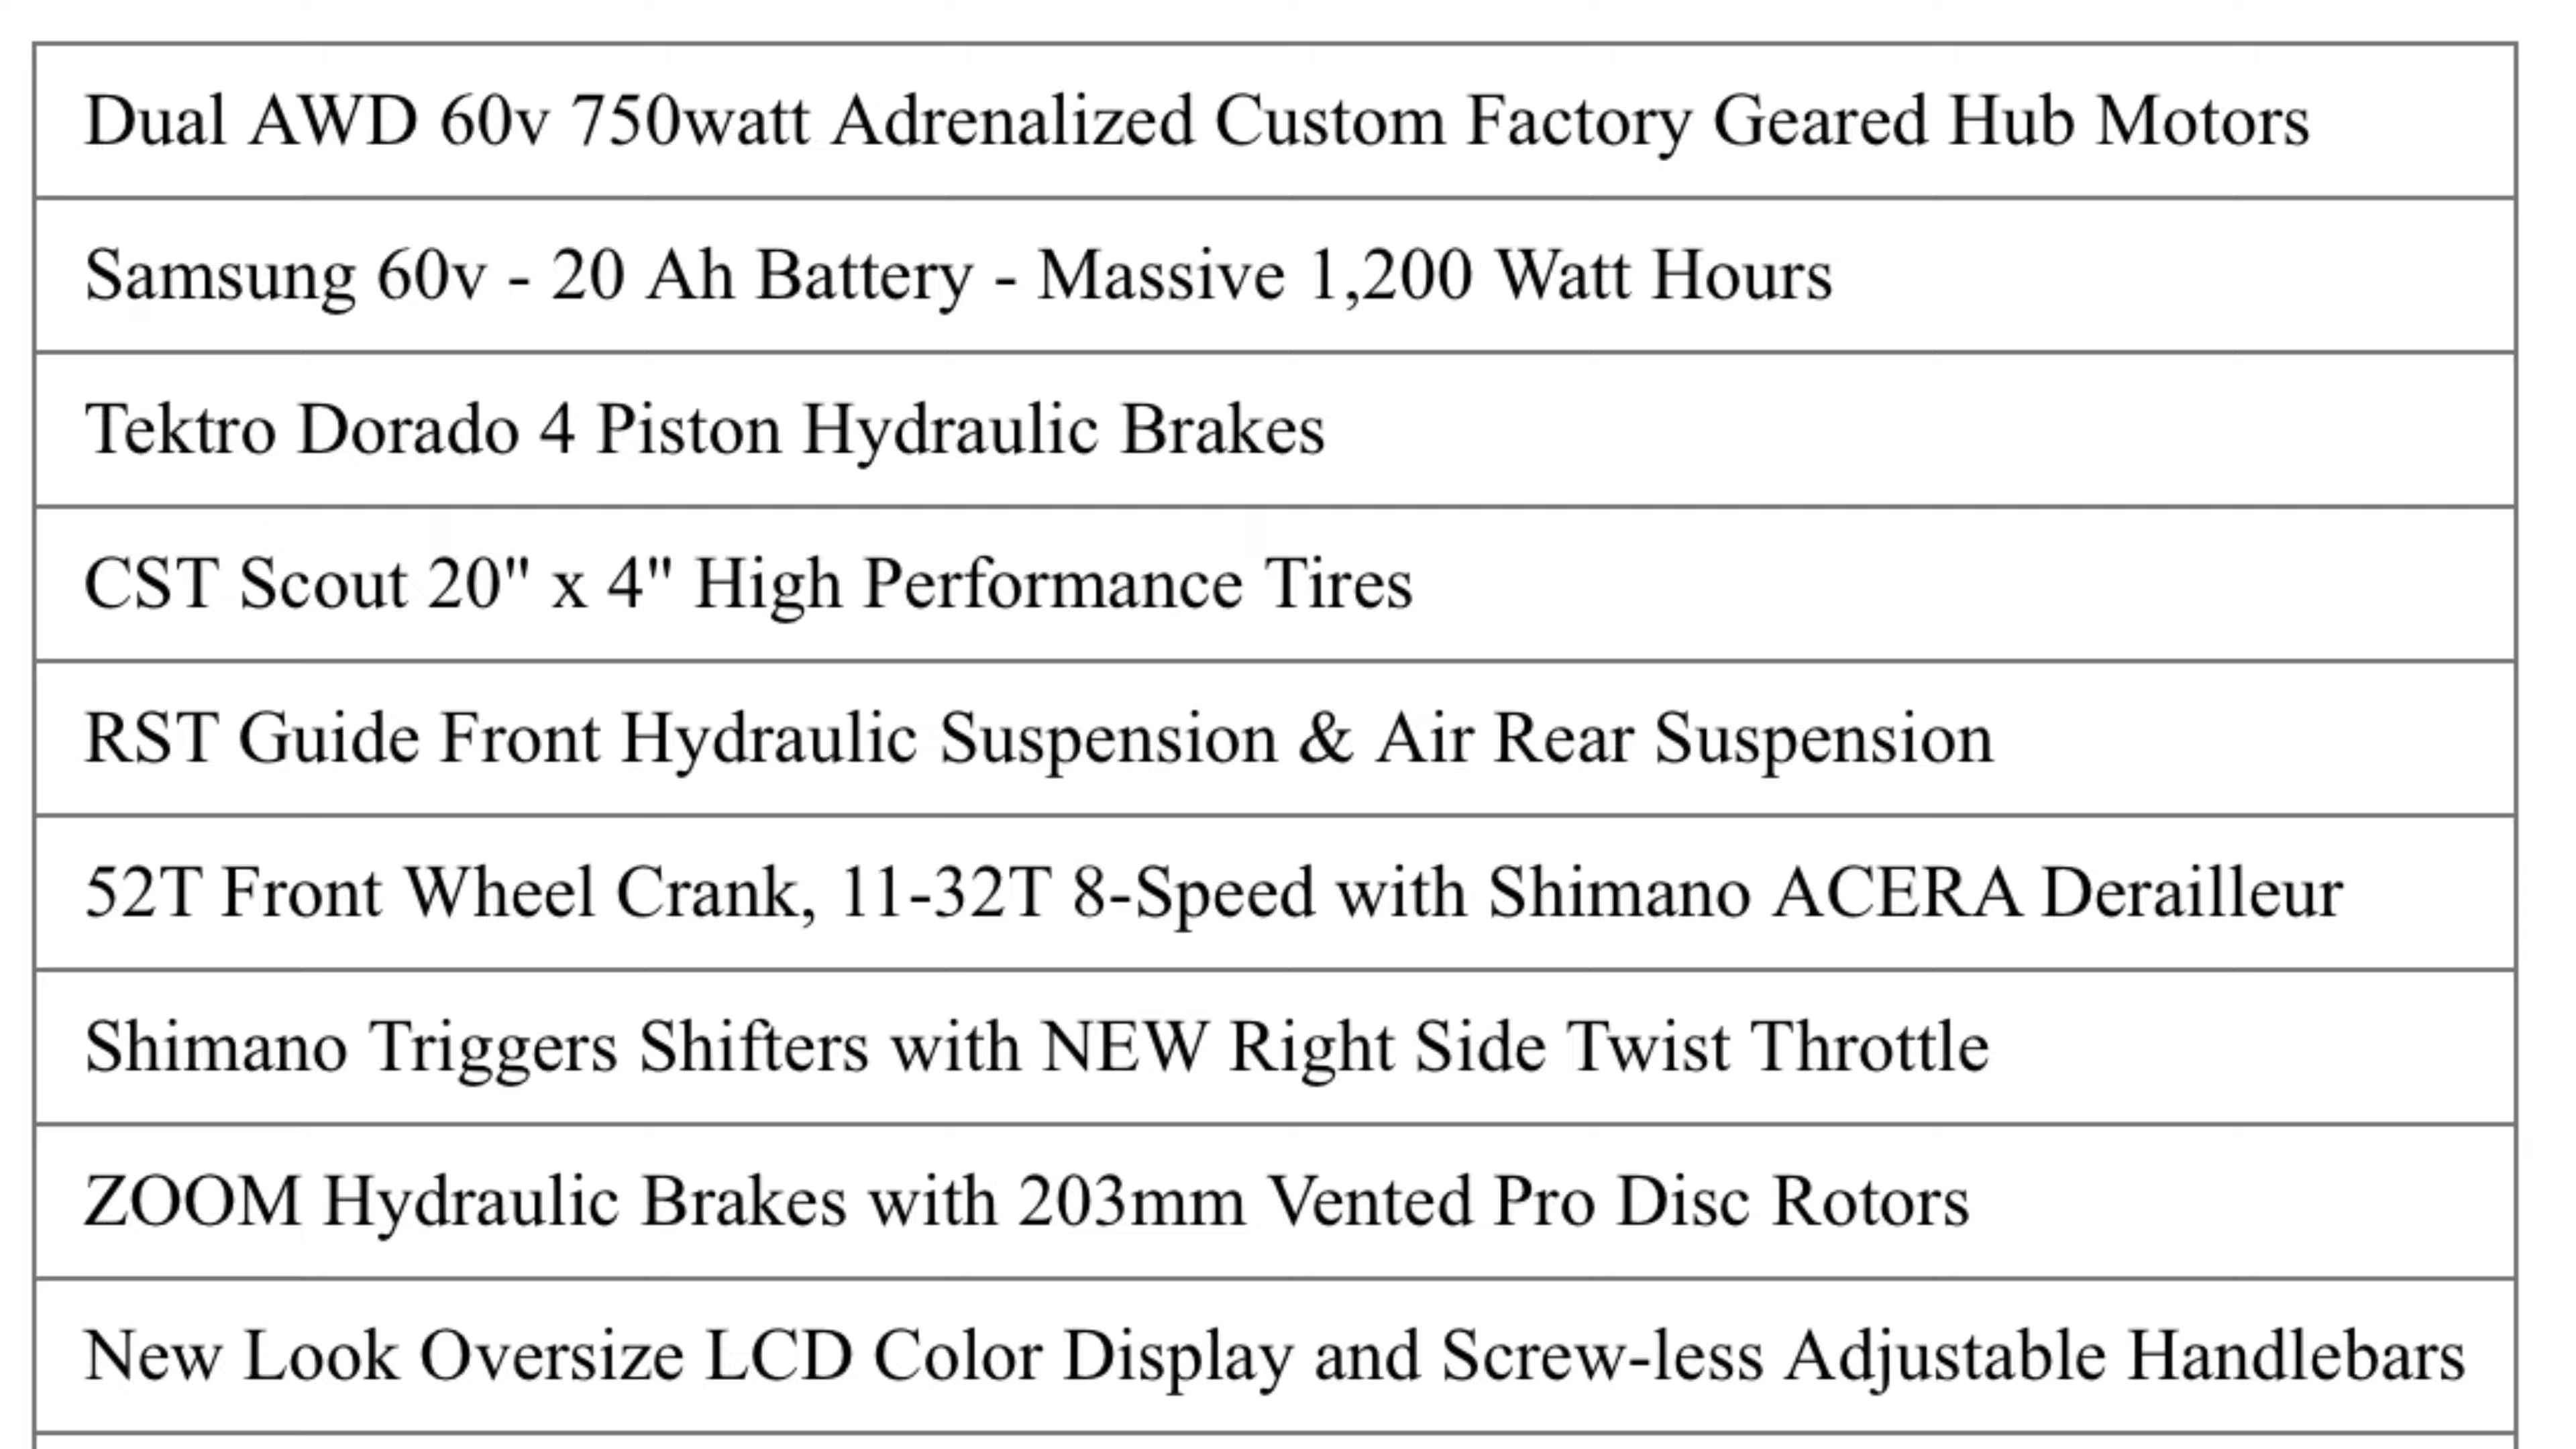 Dual AWD 60v 750watt Adrenalized Custom Factory Geared Hub Motors
Samsung 60v - 20 Ah Battery - Massive 1,200 Watt Hours
Tektro Dorado 4 Piston Hydraulic Brakes
CST Scout 20" x 4" High Performance Tires
RST Guide Front Hydraulic Suspension & Air Rear Suspension
52T Front Wheel Crank, 11-32T 8-Speed with Shimano ACERA Derailleur
Shimano Triggers Shifters with NEW Right Side Twist Throttle
ZOOM Hydraulic Brakes with 203mm Vented Pro Disc Rotors
New Look Oversize LCD Color Display and Screw-less Adjustable Handlebars